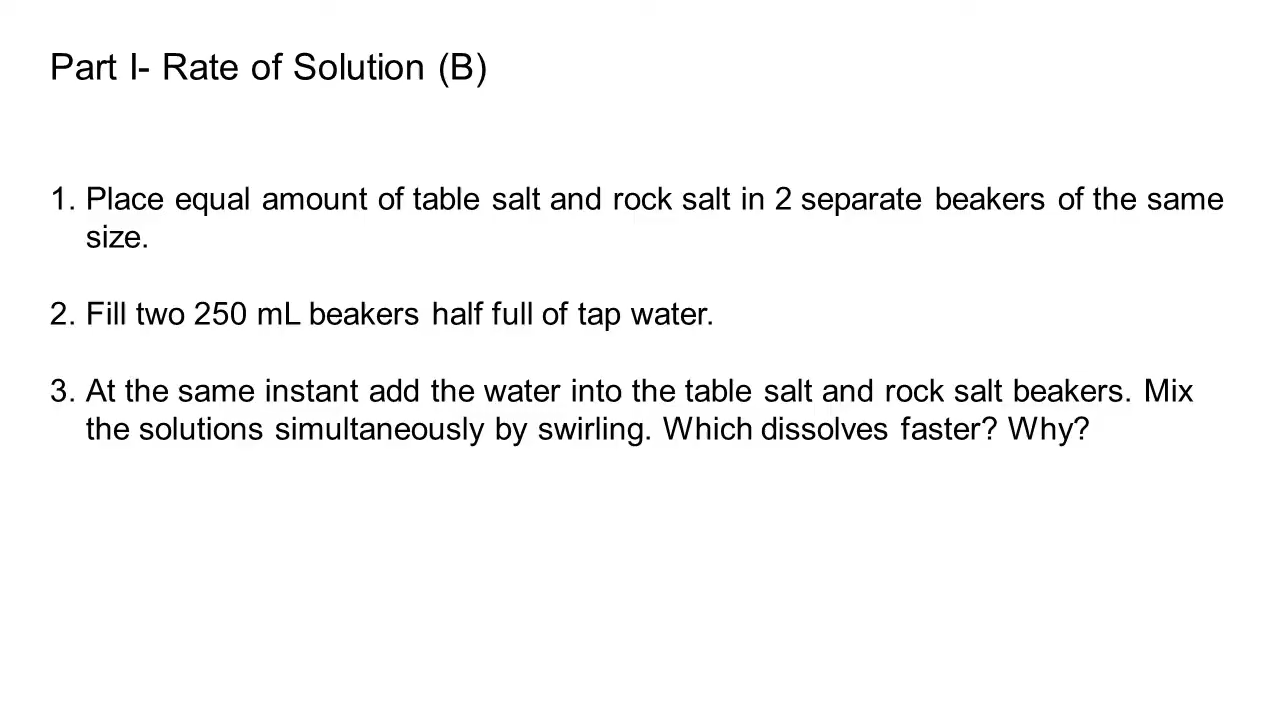 Part I- Rate of Solution (B)
1. Place equal amount of table salt and rock salt in 2 separate beakers of the same
size.
2. Fill two 250 mL beakers half full of tap water.
3. At the same instant add the water into the table salt and rock salt beakers. Mix
the solutions simultaneously by swirling. Which dissolves faster? Why?